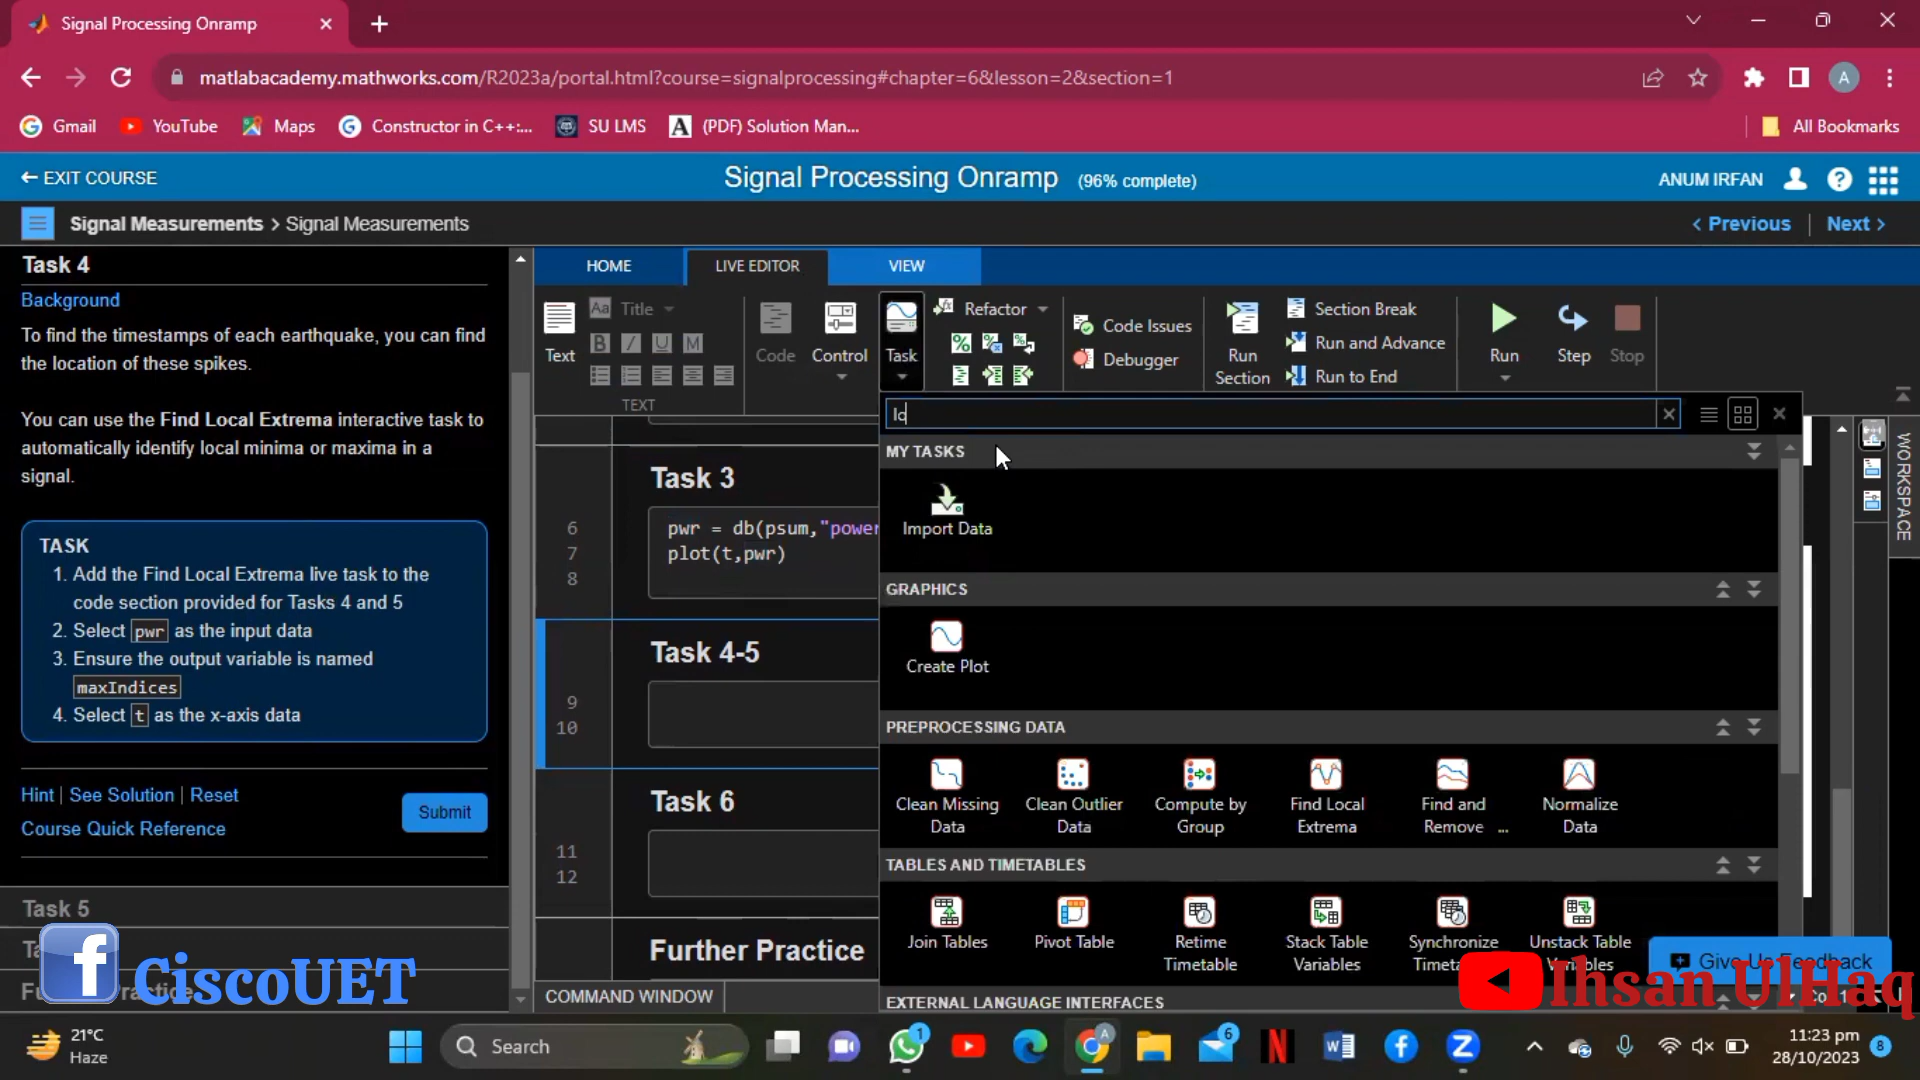 Signal Processing Onramp
matlabacademy.mathworks.com/R2023a/portal.html?course=signalprocessing#chapter=6&lesson=2&section=1
A
Gmail YouTube Maps Constructor in C++:... SU LMS (PDF) Solution Man... All Bookmarks
EXIT COURSE
Signal Processing Onramp (96% complete)
ANUM IRFAN
Signal Measurements > Signal Measurements
< Previous | Next >
Task 4
Background
To find the timestamps of each earthquake, you can find
the location of these spikes.
You can use the Find Local Extrema interactive task to
automatically identify local minima or maxima in a
signal.
TASK
1. Add the Find Local Extrema live task to the
code section provided for Tasks 4 and 5
2. Select pwr as the input data
3. Ensure the output variable is named
maxIndices
4. Select t as the x-axis data
Hint | See Solution | Reset
Course Quick Reference
Submit
Task 5
HOME LIVE EDITOR VIEW
Text
Aa Title
B I U M
TEXT
Code
Control
Task
Refactor
Code Issues
Debugger
Run
Section
Section Break
Run and Advance
Run to End
Run
Step
Stop
lo
MY TASKS
Import Data
GRAPHICS
Create Plot
PREPROCESSING DATA
Clean Missing
Data
Clean Outlier
Data
Compute by
Group
Find Local
Extrema
Find and
Remove ...
Normalize
Data
TABLES AND TIMETABLES
Join Tables
Pivot Table
Retime
Timetable
Stack Table
Variables
Synchronize
Unstack Table
Variables
EXTERNAL LANGUAGE INTERFACES
Task 3
6 pwr = db(psum,"power
7 plot(t,pwr)
8
Task 4-5
9
10
Task 6
11
12
Further Practice
COMMAND WINDOW
WORKSPACE
Give Us Feedback
f CiscoUET
Ihsan UlHaq
21°C
Haze
Search
1
A
6
11:23 pm
28/10/2023
8